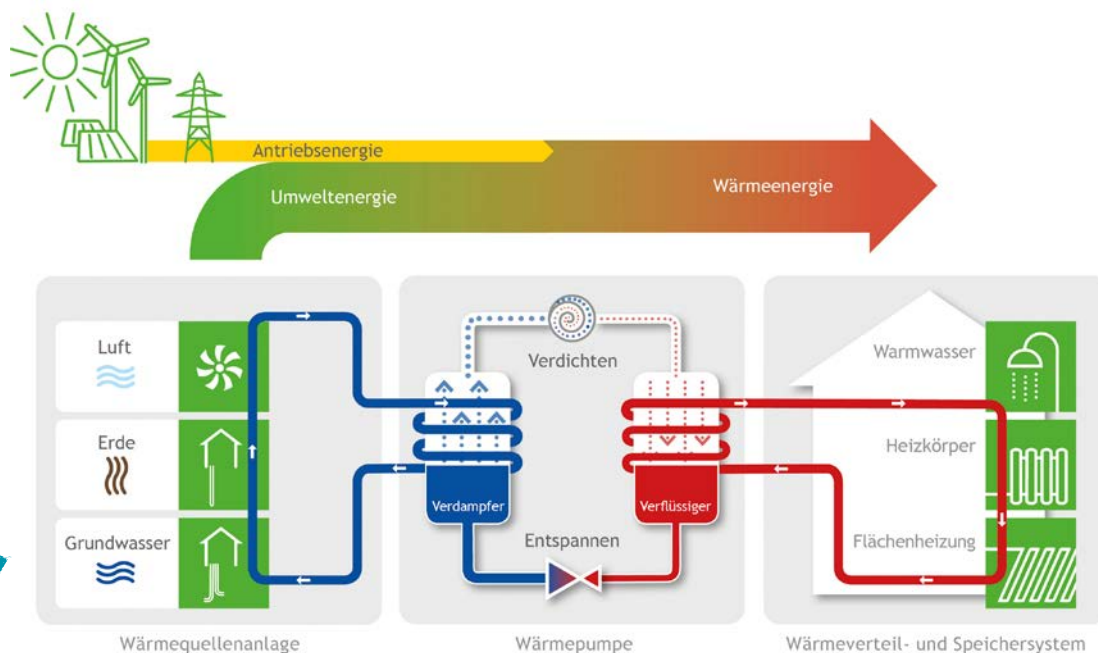 Antriebsenergie
Umweltenergie
Wärmeenergie
Luft
Erde
Grundwasser
Verdichten
Verdampfer
Verflüssiger
Entspannen
Warmwasser
Heizkörper
Flächenheizung
Wärmequellenanlage
Wärmepumpe
Wärmeverteil- und Speichersystem